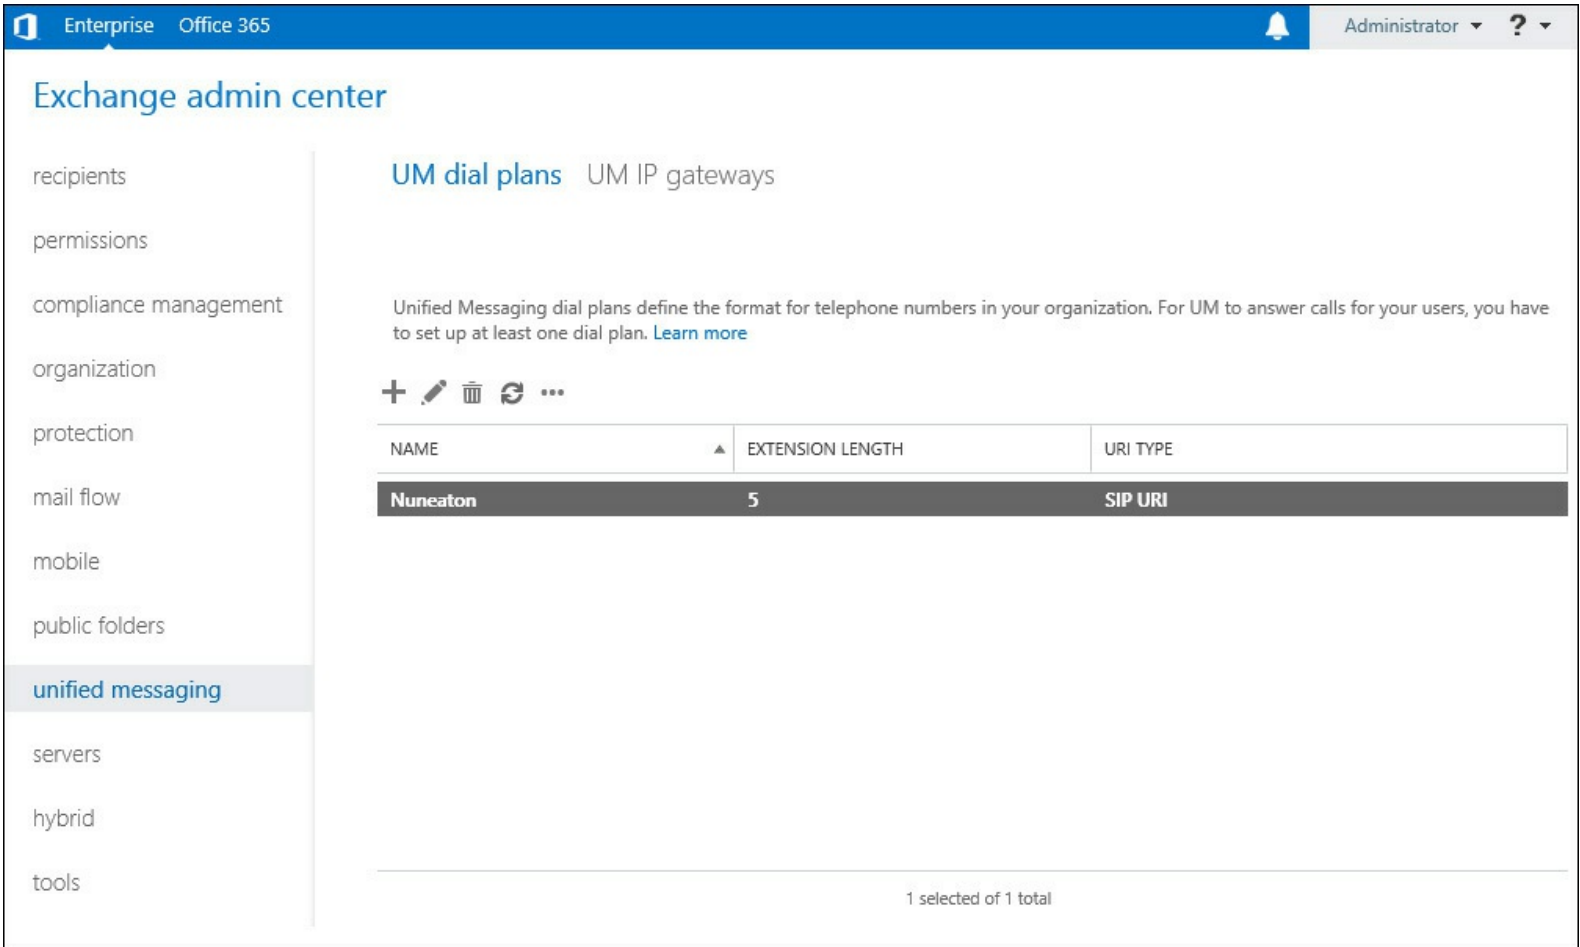 Enterprise Office 365
Administrator ?
Exchange admin center
recipients
permissions
compliance management
organization
protection
mail flow
mobile
public folders
unified messaging
servers
hybrid
tools
UM dial plans UM IP gateways
Unified Messaging dial plans define the format for telephone numbers in your organization. For UM to answer calls for your users, you have
to set up at least one dial plan. Learn more
NAME EXTENSION LENGTH URI TYPE
Nuneaton 5 SIP URI
1 selected of 1 total